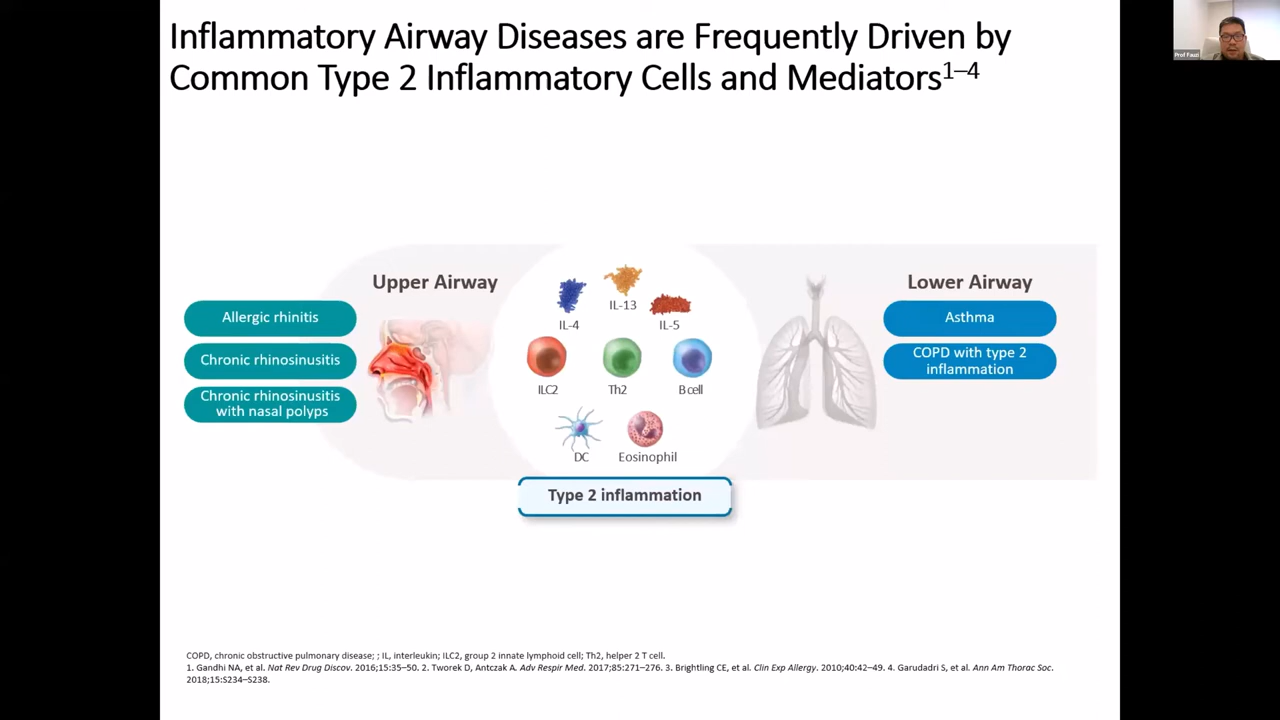 Inflammatory Airway Diseases are Frequently Driven by
Common Type 2 Inflammatory Cells and Mediators1–4
Prof Fauzi
Upper Airway
Lower Airway
Allergic rhinitis
Chronic rhinosinusitis
Chronic rhinosinusitis
with nasal polyps
IL-4
IL-13
IL-5
ILC2
Th2
B cell
DC
Eosinophil
Asthma
COPD with type 2
inflammation
Type 2 inflammation
COPD, chronic obstructive pulmonary disease; ; IL, interleukin; ILC2, group 2 innate lymphoid cell; Th2, helper 2 T cell.
1. Gandhi NA, et al. Nat Rev Drug Discov. 2016;15:35–50. 2. Tworek D, Antczak A. Adv Respir Med. 2017;85:271–276. 3. Brightling CE, et al. Clin Exp Allergy. 2010;40:42–49. 4. Garudadri S, et al. Ann Am Thorac Soc.
2018;15:S234–S238.